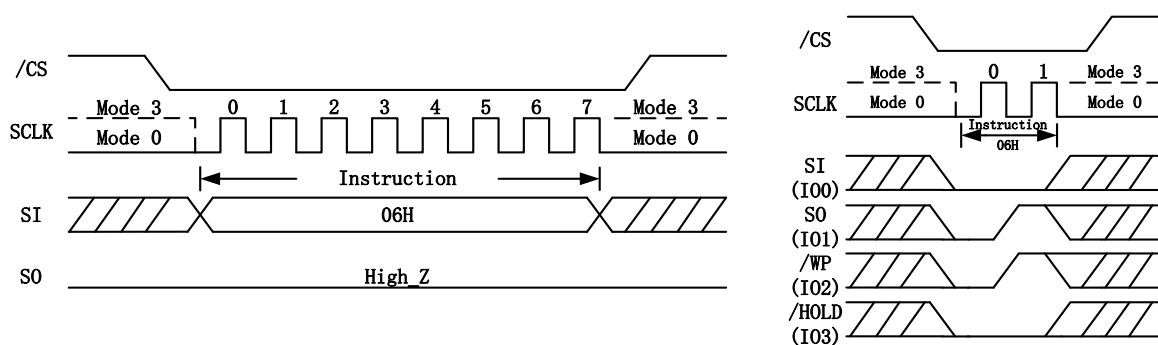 /CS
SCLK
Mode 3
Mode 0
0 1 2 3 4 5 6 7
Mode 3
Mode 0
Instruction
SI
06H
SO
High_Z
/CS
SCLK
Mode 3
Mode 0
0 1
Mode 3
Mode 0
Instruction
06H
SI
(IO0)
SO
(IO1)
/WP
(IO2)
/HOLD
(IO3)